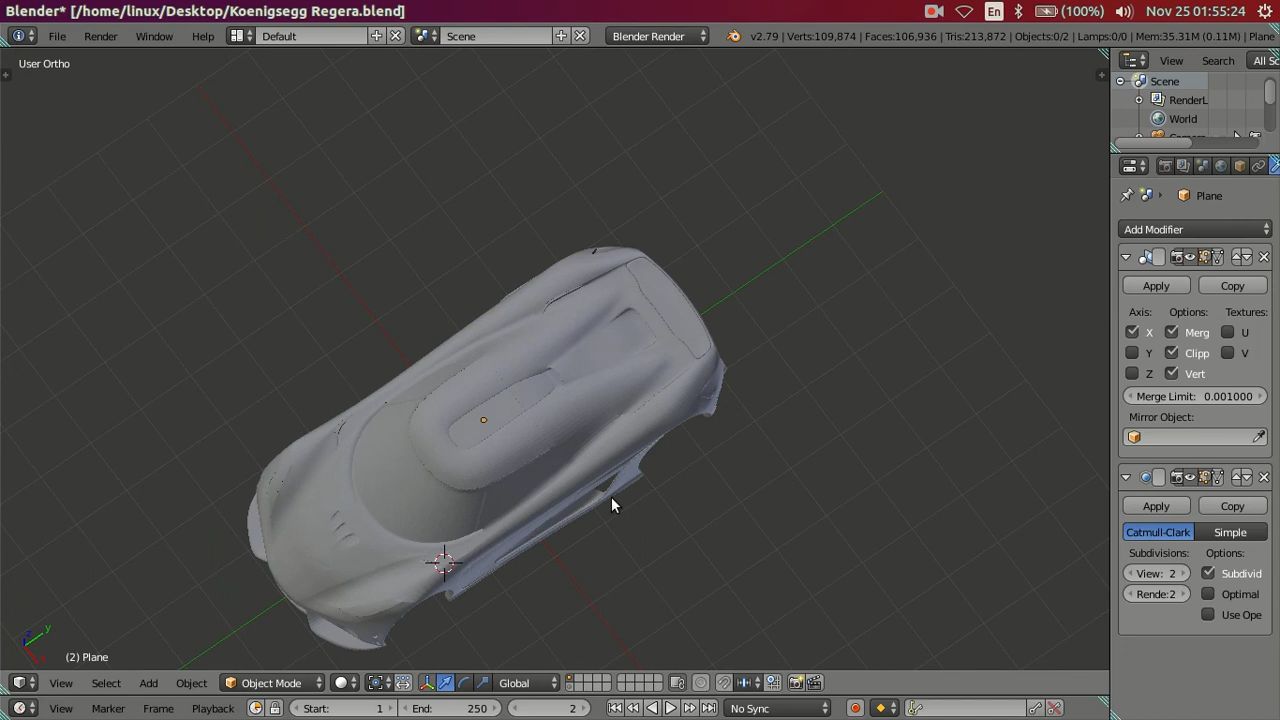 Blender* [/home/linux/Desktop/Koenigsegg Regera.blend]
En
(100%)
Nov 25 01:55:24
File Render Window Help
Default
Scene
Blender Render
v2.79 | Verts:109,874 | Faces:106,936 | Tris:213,872 | Objects:0/2 | Lamps:0/0 | Mem:35.31M (0.11M) | Plane
User Ortho
View Search All Sc
Scene
RenderL
World
Plane
Add Modifier
Apply Copy
Axis: Options: Textures:
X Merg U
Y Clipp V
Z Vert
Merge Limit: 0.001000
Mirror Object:
Apply Copy
Catmull-Clark Simple
Subdivisions: Options:
View: 2 Subdivid
Rende:2 Optimal
Use Ope
z y x
(2) Plane
View Select Add Object
Object Mode
Global
View Marker Frame Playback
Start: 1
End: 250
2
No Sync